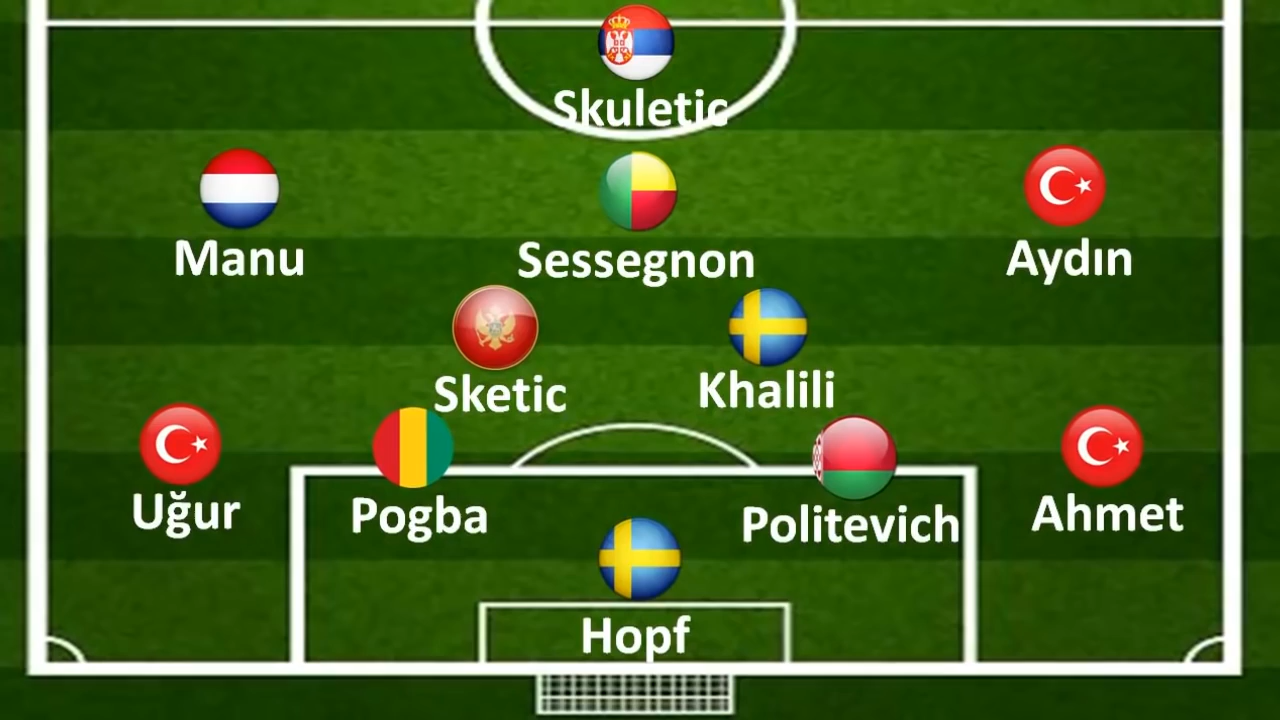 Skuletic
Manu
Sessegnon
Aydın
Sketic
Khalili
Uğur
Pogba
Politevich
Ahmet
Hopf